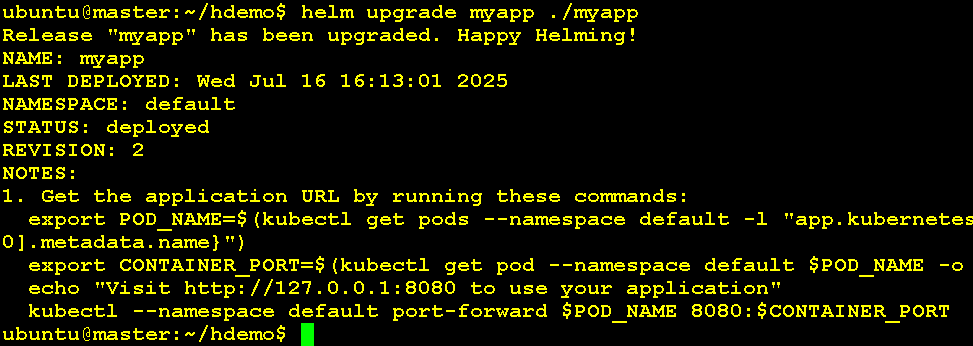 ubuntu@master:~/hdemo$ helm upgrade myapp ./myapp
Release "myapp" has been upgraded. Happy Helming!
NAME: myapp
LAST DEPLOYED: Wed Jul 16 16:13:01 2025
NAMESPACE: default
STATUS: deployed
REVISION: 2
NOTES:
1. Get the application URL by running these commands:
  export POD_NAME=$(kubectl get pods --namespace default -l "app.kubernetes
0].metadata.name}")
  export CONTAINER_PORT=$(kubectl get pod --namespace default $POD_NAME -o
  echo "Visit http://127.0.0.1:8080 to use your application"
  kubectl --namespace default port-forward $POD_NAME 8080:$CONTAINER_PORT
ubuntu@master:~/hdemo$